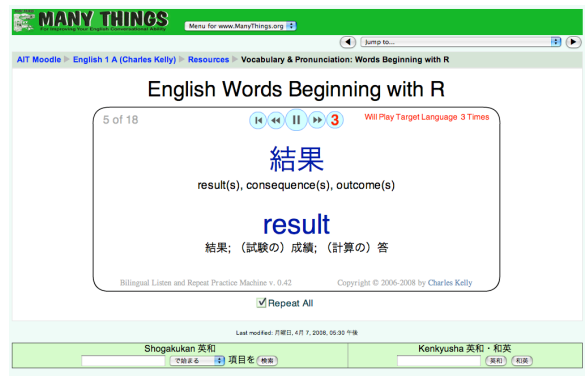 MANY THINGS
For Improving Your English Conversational Ability
Menu for www.ManyThings.org
Jump to...
AIT Moodle ▶ English 1 A (Charles Kelly) ▶ Resources ▶ Vocabulary & Pronunciation: Words Beginning with R
English Words Beginning with R
5 of 18
3
Will Play Target Language 3 Times
結果
result(s), consequence(s), outcome(s)
result
結果; (試験の) 成績; (計算の) 答
Bilingual Listen and Repeat Practice Machine v. 0.42
Copyright © 2006-2008 by Charles Kelly
Repeat All
Last modified: 月曜日, 4月 7, 2008, 05:30 午後
Shogakukan 英和
で始まる 項目を 検索
Kenkyusha 英和・和英
英和 和英